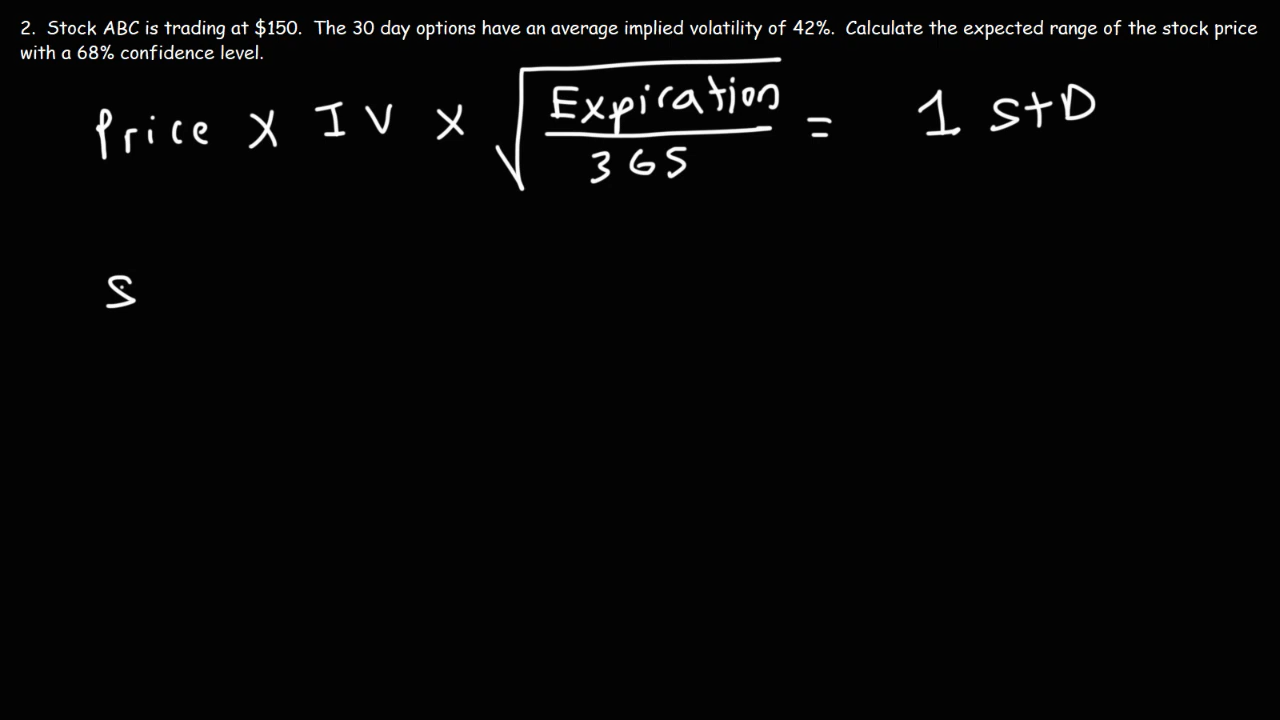 2. Stock ABC is trading at $150. The 30 day options have an average implied volatility of 42%. Calculate the expected range of the stock price
with a 68% confidence level.
Price X IV X √ Expiration / 365 = 1 StD
S